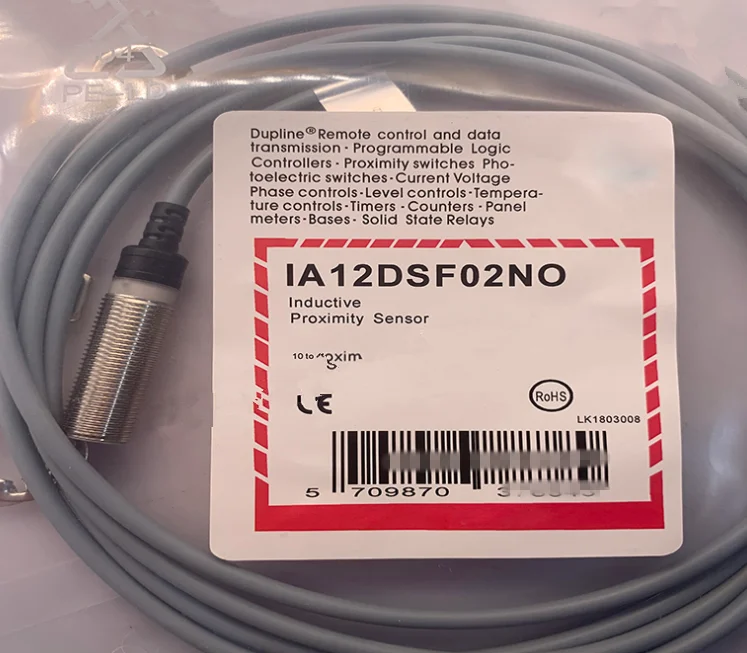 Dupline®Remote control and data
transmission · Programmable Logic
Controllers · Proximity switches Pho-
toelectric switches · Current Voltage
Phase controls · Level controls · Tempera-
ture controls · Timers · Counters · Panel
meters · Bases · Solid State Relays
IA12DSF02NO
Inductive
Proximity Sensor
10 to
CE
RoHS
LK1803008
5 709870